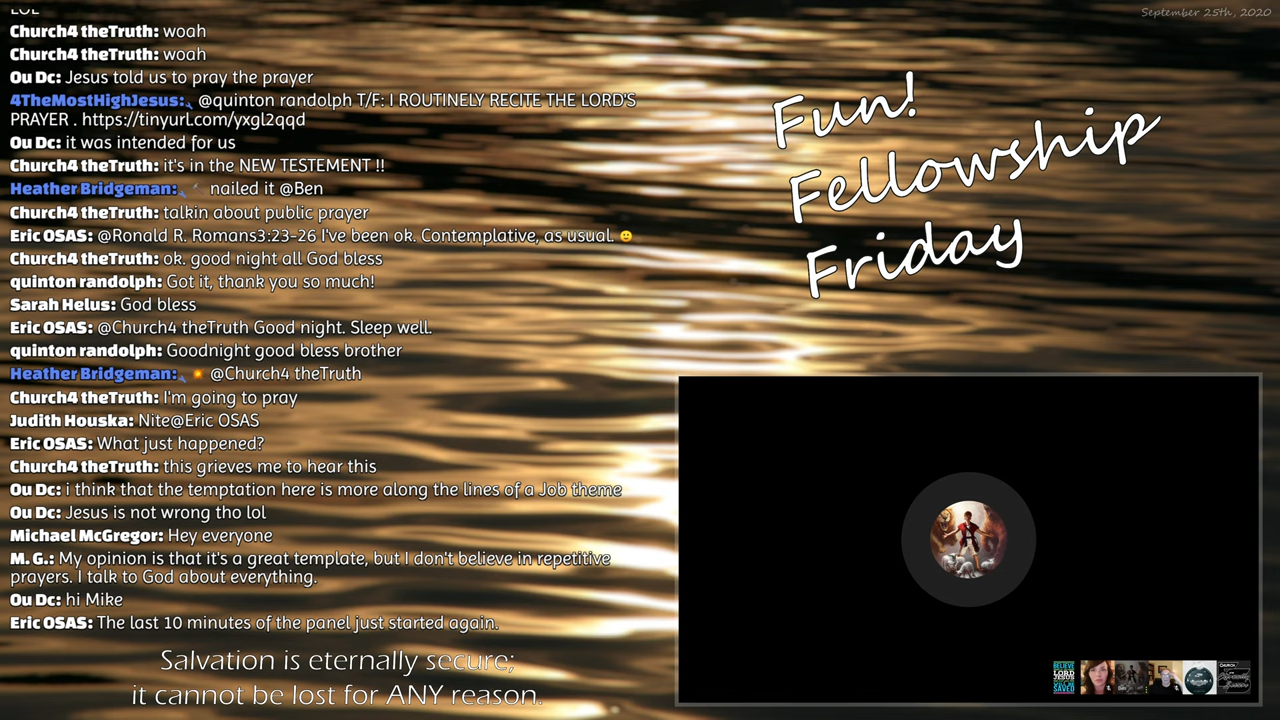 LOL
Church4 theTruth: woah
Church4 theTruth: woah
Ou Dc: Jesus told us to pray the prayer
4TheMostHighJesus: @quinton randolph T/F: I ROUTINELY RECITE THE LORD'S
PRAYER . https://tinyurl.com/yxgl2qqd
Ou Dc: it was intended for us
Church4 theTruth: it's in the NEW TESTEMENT !!
Heather Bridgeman: nailed it @Ben
Church4 theTruth: talkin about public prayer
Eric OSAS: @Ronald R. Romans3:23-26 I've been ok. Contemplative, as usual. 🙂
Church4 theTruth: ok. good night all God bless
quinton randolph: Got it, thank you so much!
Sarah Helus: God bless
Eric OSAS: @Church4 theTruth Good night. Sleep well.
quinton randolph: Goodnight good bless brother
Heather Bridgeman: 💥 @Church4 theTruth
Church4 theTruth: I'm going to pray
Judith Houska: Nite@Eric OSAS
Eric OSAS: What just happened?
Church4 theTruth: this grieves me to hear this
Ou Dc: i think that the temptation here is more along the lines of a Job theme
Ou Dc: Jesus is not wrong tho lol
Michael McGregor: Hey everyone
M. G.: My opinion is that it's a great template, but I don't believe in repetitive
prayers. I talk to God about everything.
Ou Dc: hi Mike
Eric OSAS: The last 10 minutes of the panel just started again.
Salvation is eternally secure;
it cannot be lost for ANY reason.
September 25th, 2020
Fun!
Fellowship
Friday
BELIEVE
LORD
JESUS
SAVED
CHURCH